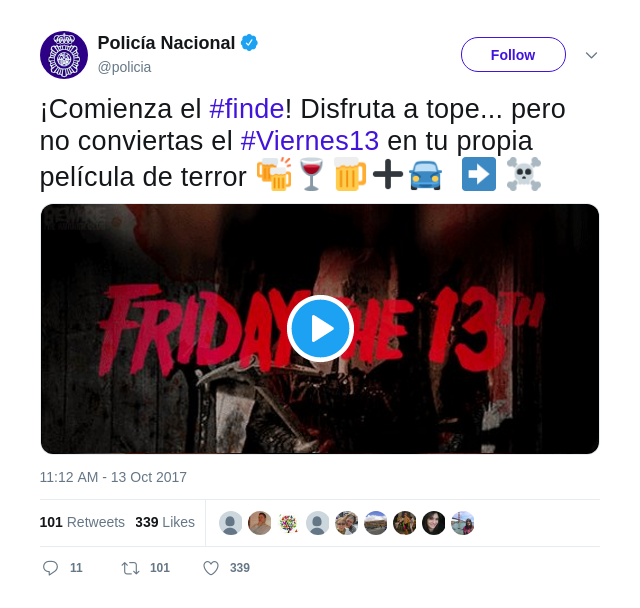 Policía Nacional
@policia
Follow
¡Comienza el #finde! Disfruta a tope... pero
no conviertas el #Viernes13 en tu propia
película de terror 🍻🍷🍺➕🚘 ➡️ ☠️
BEWARE
FRIDAY THE 13TH
11:12 AM - 13 Oct 2017
101 Retweets 339 Likes
11 101 339